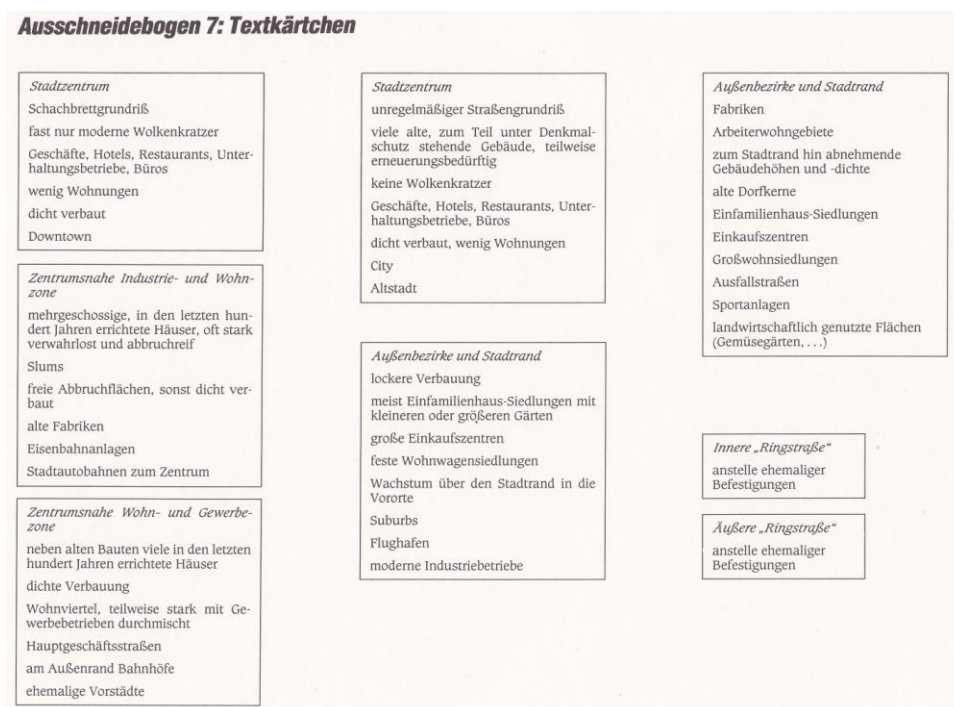 Ausschneidebogen 7: Textkärtchen
Stadtzentrum
Schachbrettgrundriß
fast nur moderne Wolkenkratzer
Geschäfte, Hotels, Restaurants, Unter-
haltungsbetriebe, Büros
wenig Wohnungen
dicht verbaut
Downtown
Zentrumsnahe Industrie- und Wohn-
zone
mehrgeschossige, in den letzten hun-
dert Jahren errichtete Häuser, oft stark
verwahrlost und abbruchreif
Slums
freie Abbruchflächen, sonst dicht ver-
baut
alte Fabriken
Eisenbahnanlagen
Stadtautobahnen zum Zentrum
Zentrumsnahe Wohn- und Gewerbe-
zone
neben alten Bauten viele in den letzten
hundert Jahren errichtete Häuser
dichte Verbauung
Wohnviertel, teilweise stark mit Ge-
werbebetrieben durchmischt
Hauptgeschäftsstraßen
am Außenrand Bahnhöfe
ehemalige Vorstädte
Stadtzentrum
unregelmäßiger Straßengrundriß
viele alte, zum Teil unter Denkmal-
schutz stehende Gebäude, teilweise
erneuerungsbedürftig
keine Wolkenkratzer
Geschäfte, Hotels, Restaurants, Unter-
haltungsbetriebe, Büros
dicht verbaut, wenig Wohnungen
City
Altstadt
Außenbezirke und Stadtrand
lockere Verbauung
meist Einfamilienhaus-Siedlungen mit
kleineren oder größeren Gärten
große Einkaufszentren
feste Wohnwagensiedlungen
Wachstum über den Stadtrand in die
Vororte
Suburbs
Flughafen
moderne Industriebetriebe
Außenbezirke und Stadtrand
Fabriken
Arbeiterwohngebiete
zum Stadtrand hin abnehmende
Gebäudehöhen und -dichte
alte Dorfkerne
Einfamilienhaus-Siedlungen
Einkaufszentren
Großwohnsiedlungen
Ausfallstraßen
Sportanlagen
landwirtschaftlich genutzte Flächen
(Gemüsegärten, . . .)
Innere „Ringstraße“
anstelle ehemaliger
Befestigungen
Äußere „Ringstraße“
anstelle ehemaliger
Befestigungen